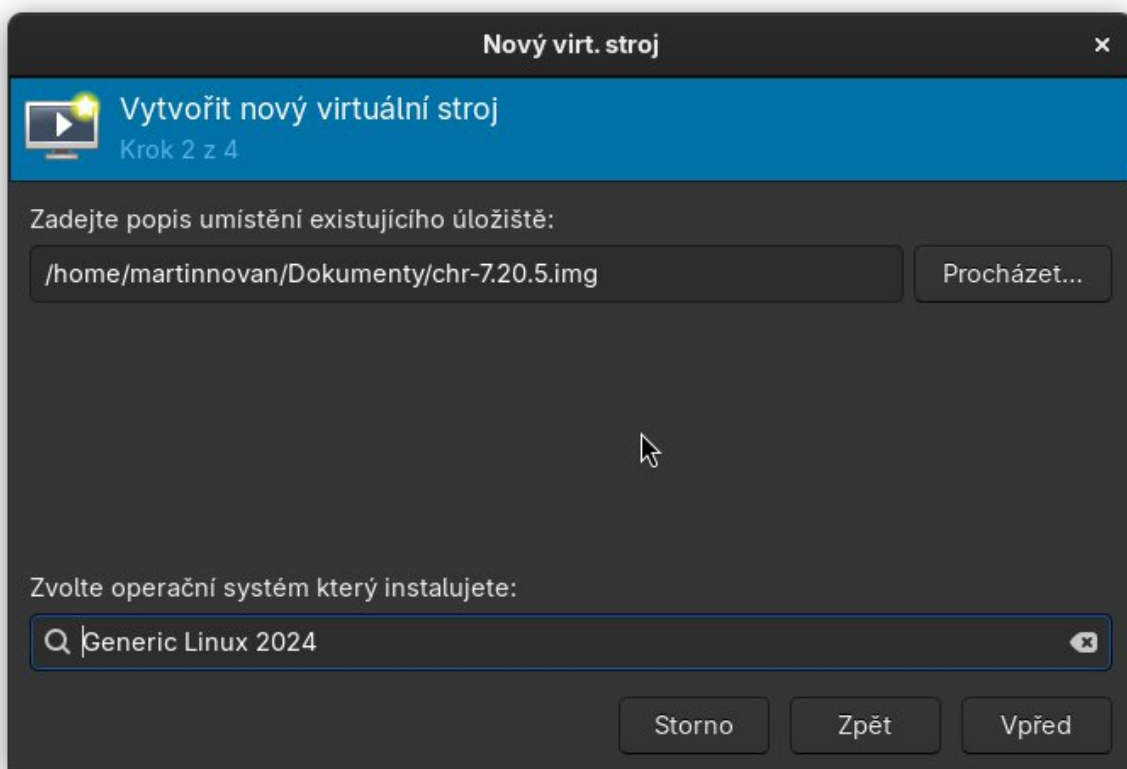 Nový virt. stroj
Vytvořit nový virtuální stroj
Krok 2 z 4
Zadejte popis umístění existujícího úložiště:
/home/martinnovan/Dokumenty/chr-7.20.5.img
Procházet...
Zvolte operační systém který instalujete:
Generic Linux 2024
Storno
Zpět
Vpřed